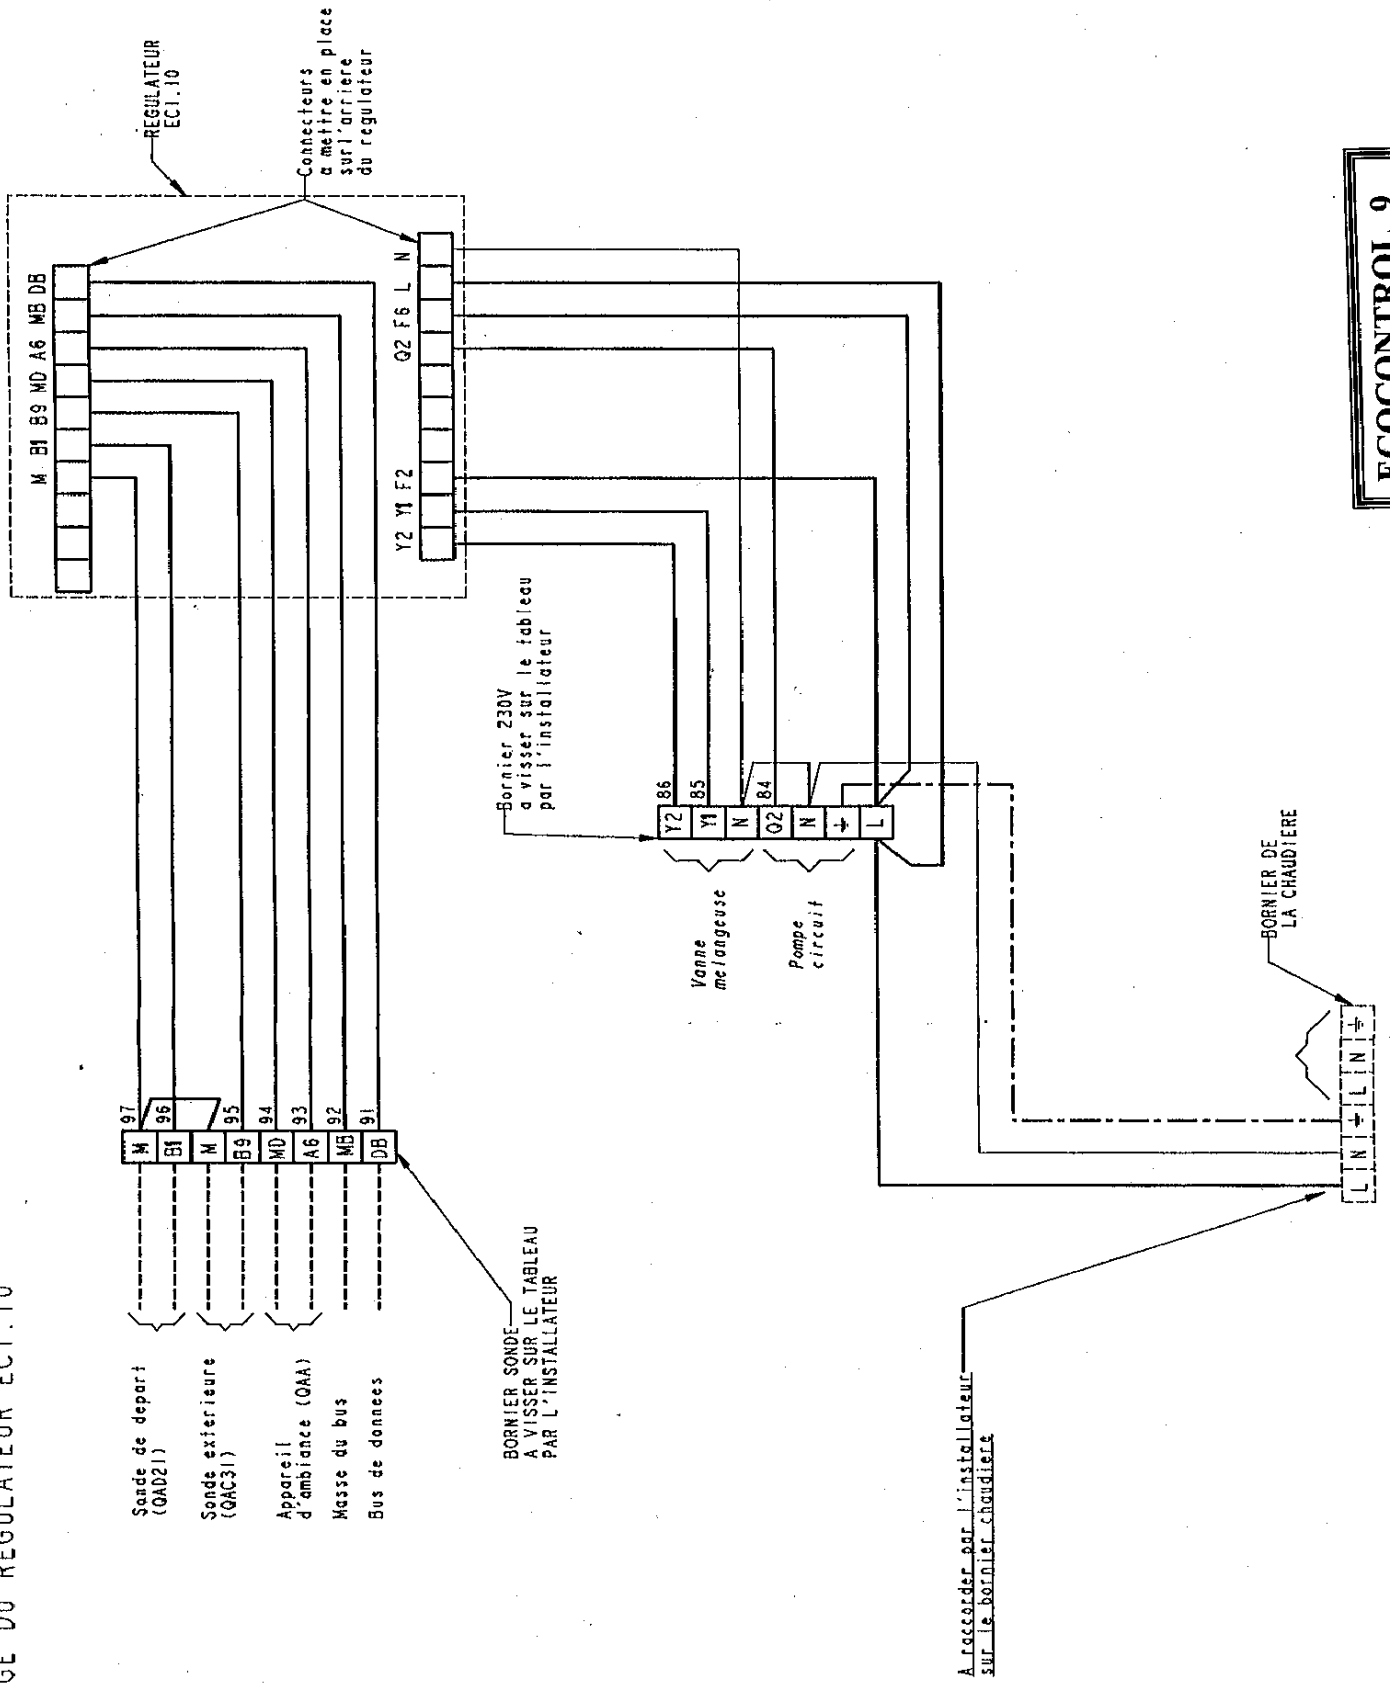 GE DU REGULATEUR ECI.10
REGULATEUR
ECI.10
Connecteurs
a mettre en place
sur l'arriere
du regulateur
M B1 B9 MD A6 MB DB
Y2 Y1 F2 Q2 F6 L N
97
96
95
94
93
92
91
M
B1
M
B9
MD
A6
MB
DB
Sonde de depart
(QAD21)
Sonde exterieure
(QAC31)
Appareil
d'ambiance (QAA)
Masse du bus
Bus de donnees
BORNIER SONDE
A VISSER SUR LE TABLEAU
PAR L'INSTALLATEUR
Bornier 230V
a visser sur le tableau
par l'installateur
86
85
84
Y2
Y1
N
Q2
N
L
Vanne
melangeuse
Pompe
circuit
BORNIER DE
LA CHAUDIERE
L N L N
A raccorder par l'installateur
sur le bornier chaudiere
ECOCONTROL 9